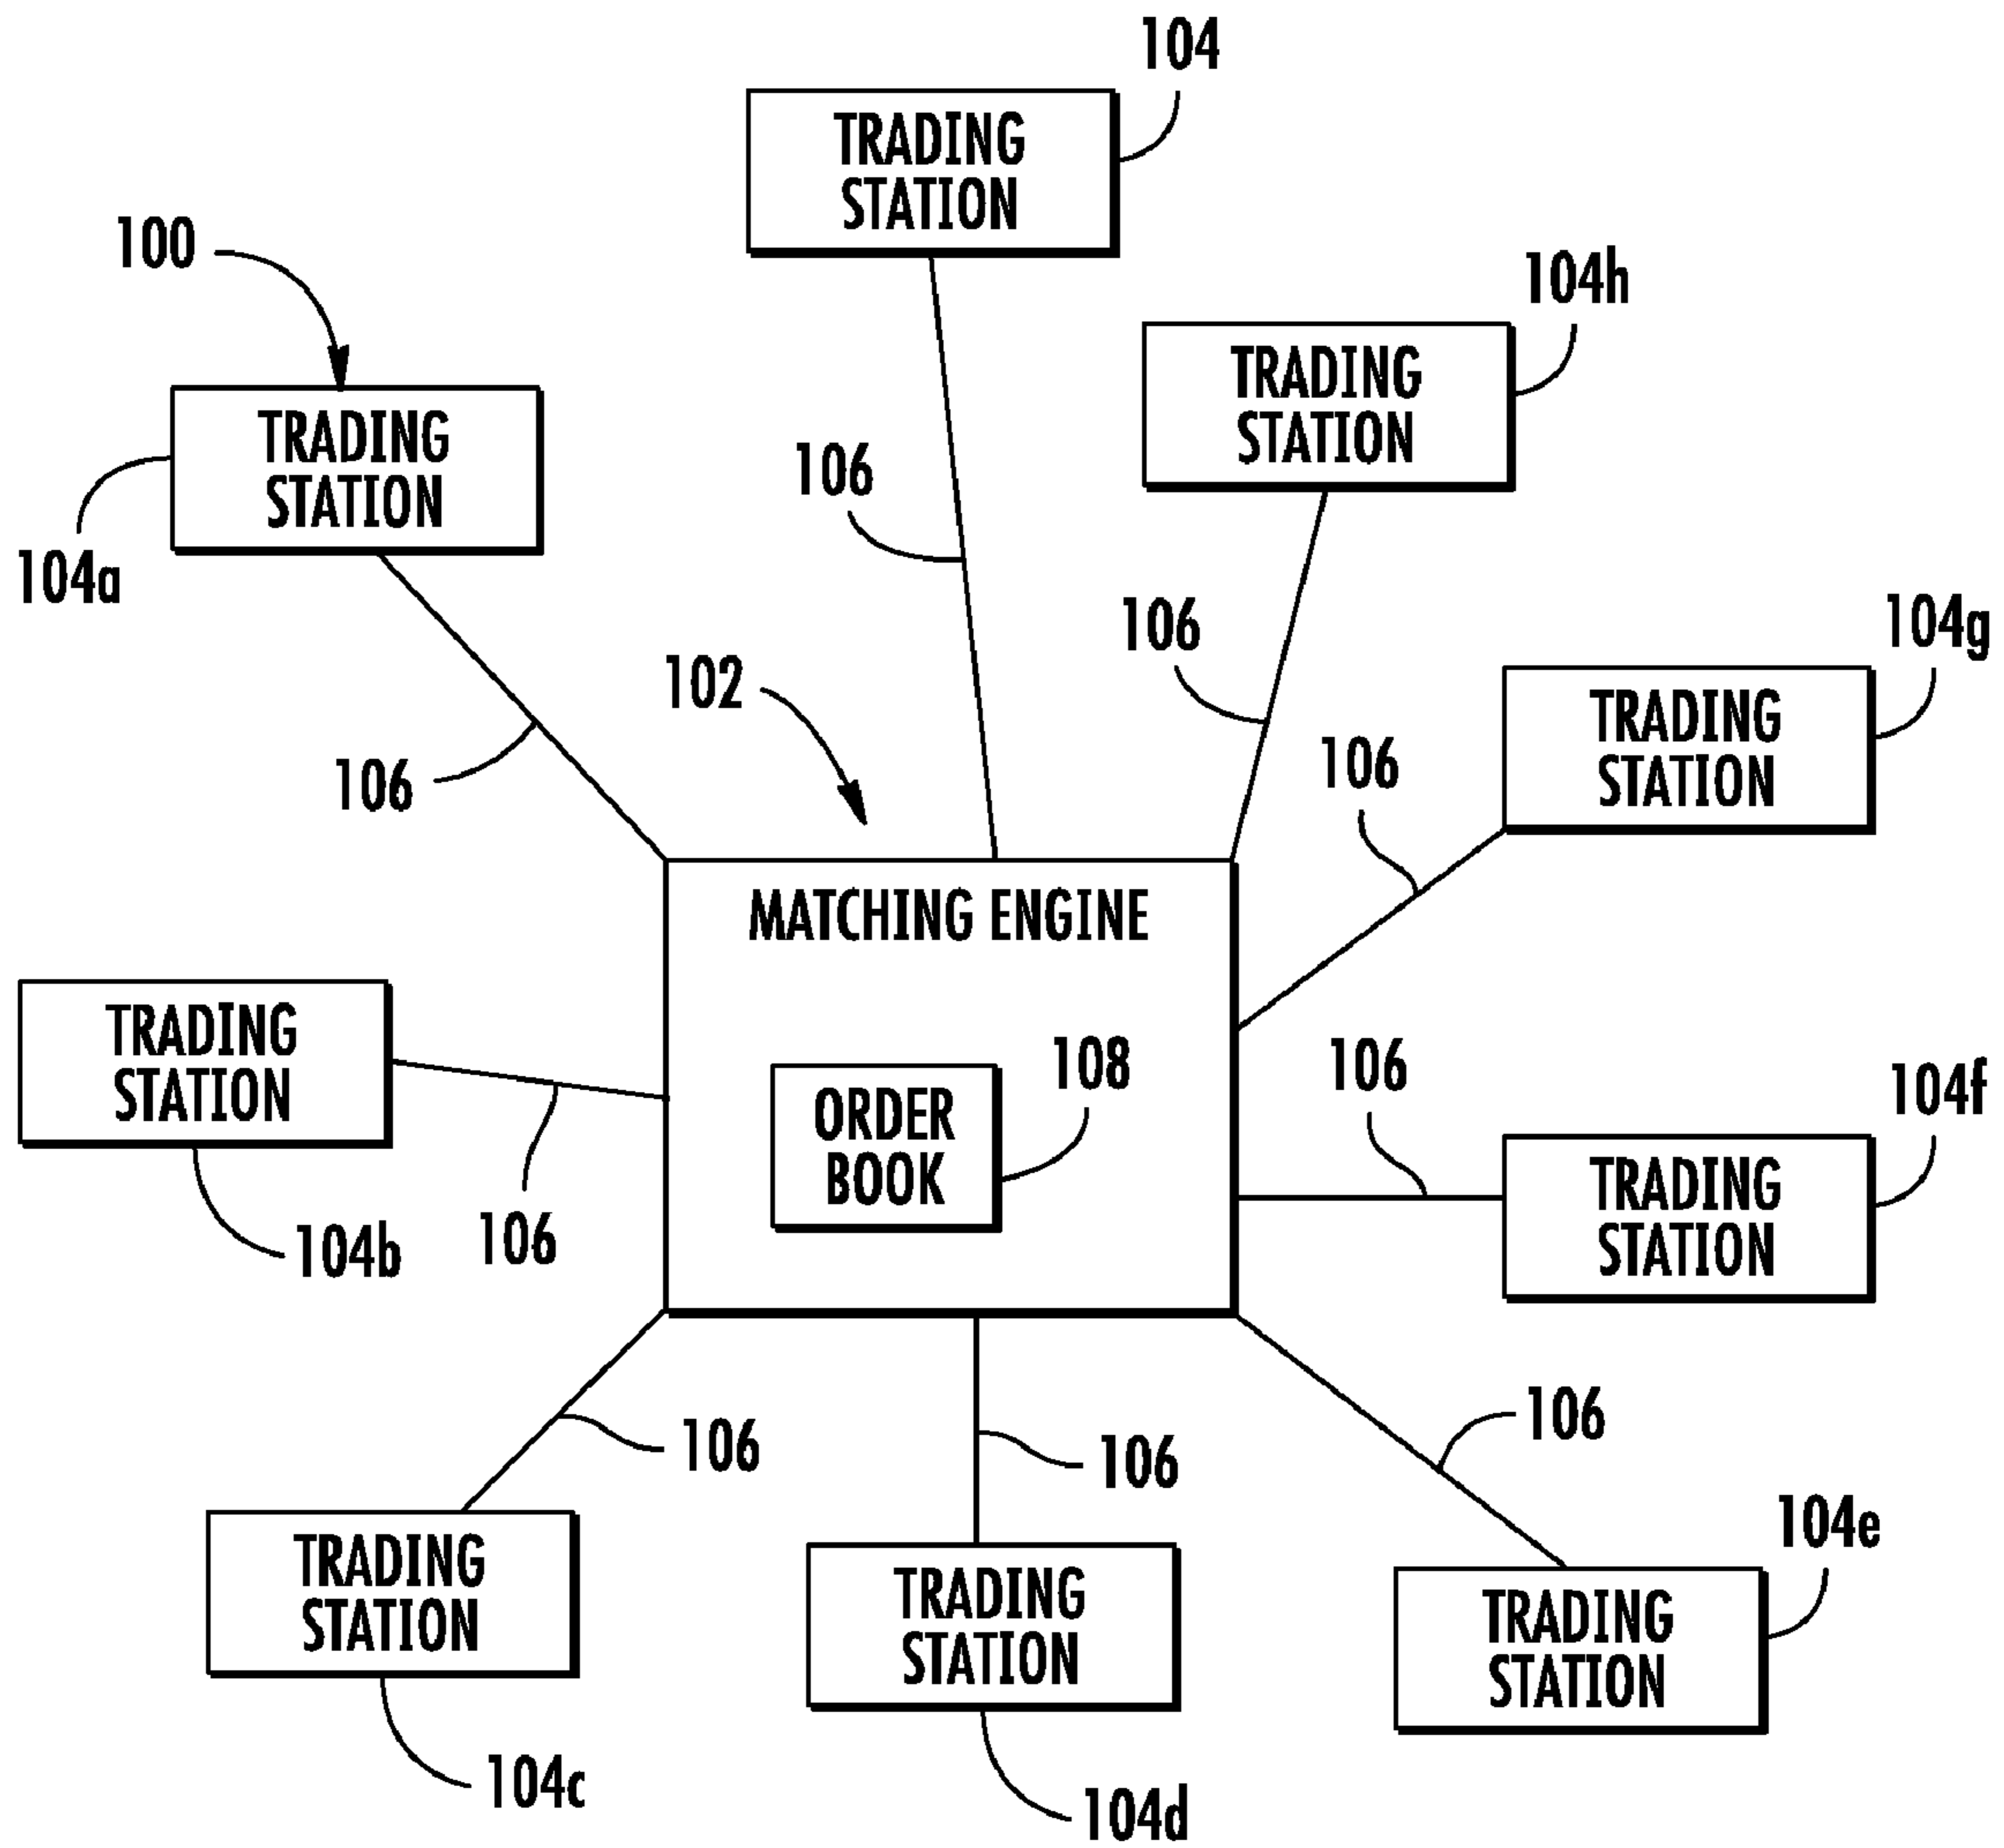 104
TRADING
STATION
100
104h
TRADING
STATION
TRADING
STATION
106
104a
106
104g
102
TRADING
STATION
106
106
MATCHING ENGINE
TRADING
STATION
108
106
104f
ORDER
BOOK
TRADING
STATION
106
104b
106
106
106
104e
TRADING
STATION
TRADING
STATION
TRADING
STATION
104c
104d